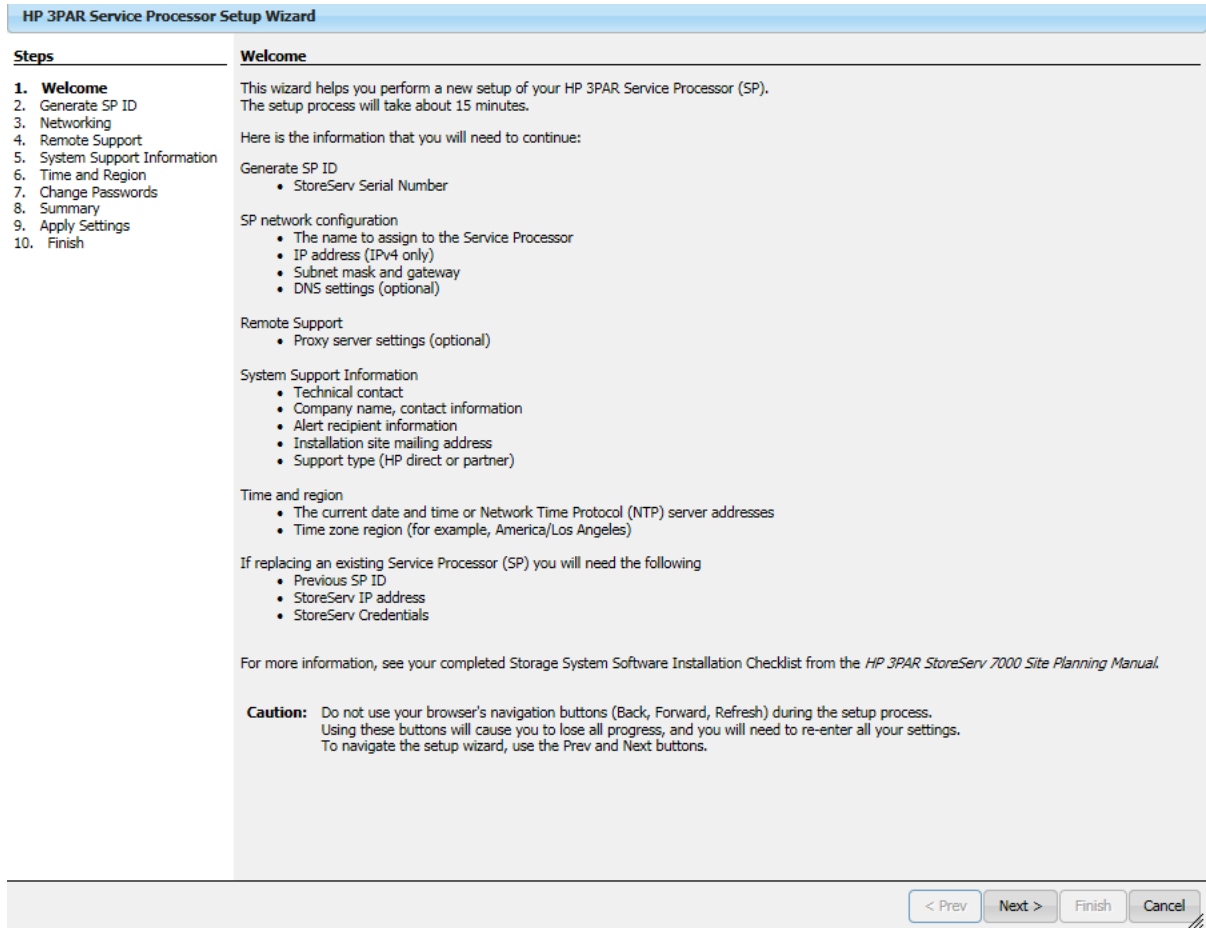 HP 3PAR Service Processor Setup Wizard
Steps
1. Welcome
2. Generate SP ID
3. Networking
4. Remote Support
5. System Support Information
6. Time and Region
7. Change Passwords
8. Summary
9. Apply Settings
10. Finish
Welcome
This wizard helps you perform a new setup of your HP 3PAR Service Processor (SP).
The setup process will take about 15 minutes.
Here is the information that you will need to continue:
Generate SP ID
• StoreServ Serial Number
SP network configuration
• The name to assign to the Service Processor
• IP address (IPv4 only)
• Subnet mask and gateway
• DNS settings (optional)
Remote Support
• Proxy server settings (optional)
System Support Information
• Technical contact
• Company name, contact information
• Alert recipient information
• Installation site mailing address
• Support type (HP direct or partner)
Time and region
• The current date and time or Network Time Protocol (NTP) server addresses
• Time zone region (for example, America/Los Angeles)
If replacing an existing Service Processor (SP) you will need the following
• Previous SP ID
• StoreServ IP address
• StoreServ Credentials
For more information, see your completed Storage System Software Installation Checklist from the HP 3PAR StoreServ 7000 Site Planning Manual.
Caution: Do not use your browser's navigation buttons (Back, Forward, Refresh) during the setup process.
Using these buttons will cause you to lose all progress, and you will need to re-enter all your settings.
To navigate the setup wizard, use the Prev and Next buttons.
< Prev Next > Finish Cancel